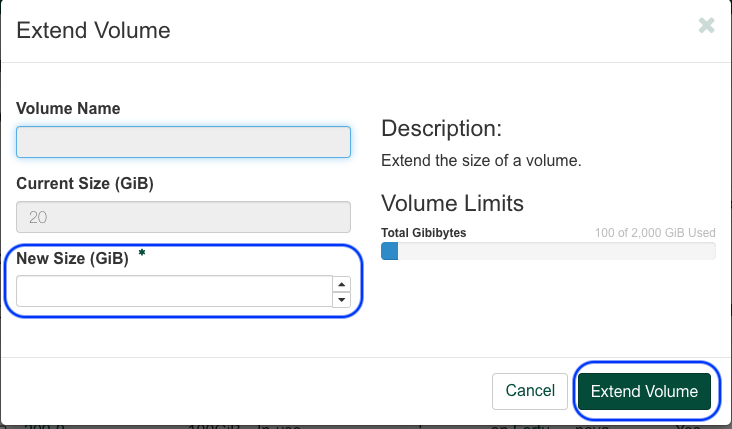 Extend Volume
×
Volume Name
Current Size (GiB)
20
New Size (GiB) *
Description:
Extend the size of a volume.
Volume Limits
Total Gibibytes 100 of 2,000 GiB Used
Cancel
Extend Volume